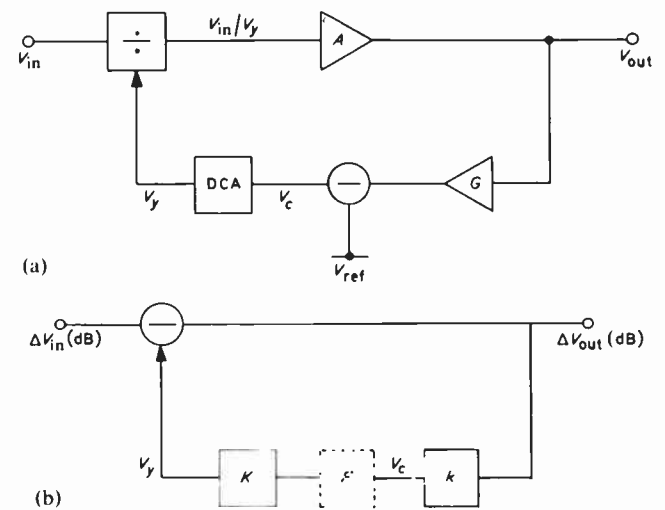 ÷
V_in/V_y
A
V_in
V_out
DCA
G
V_y
V_c
V_ref
(a)
ΔV_in (dB)
ΔV_out (dB)
V_y
K
F
V_c
k
(b)